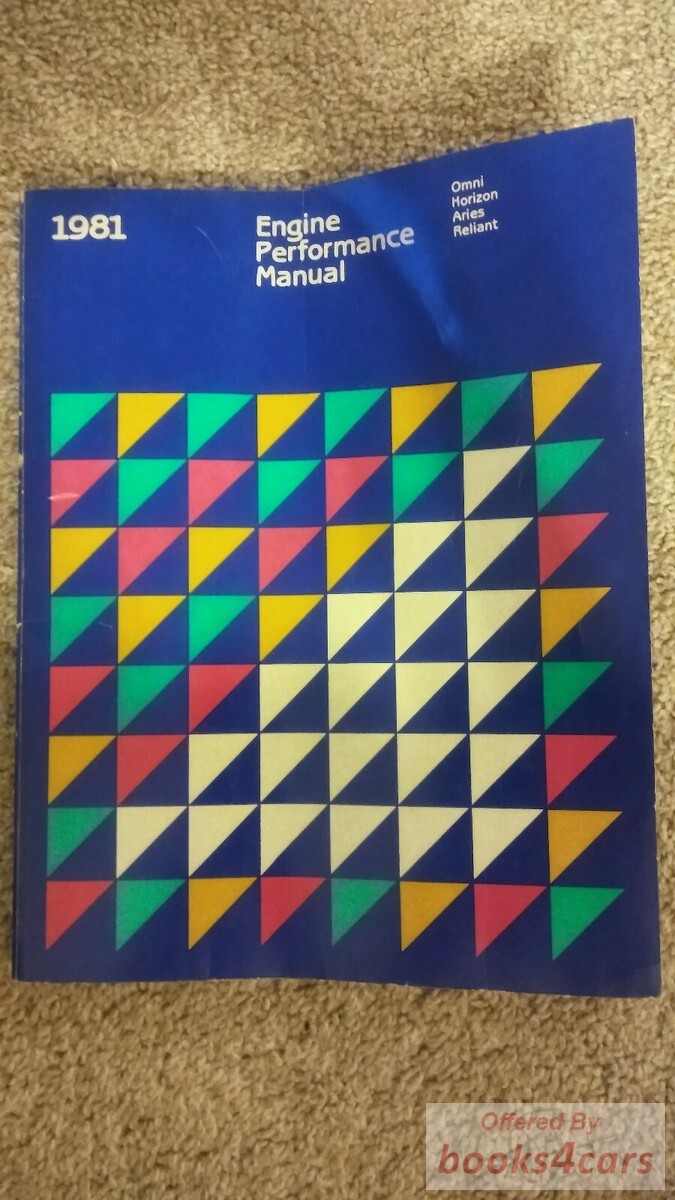 1981
Engine
Performance
Manual
Omni
Horizon
Aries
Reliant
Offered By
books4cars